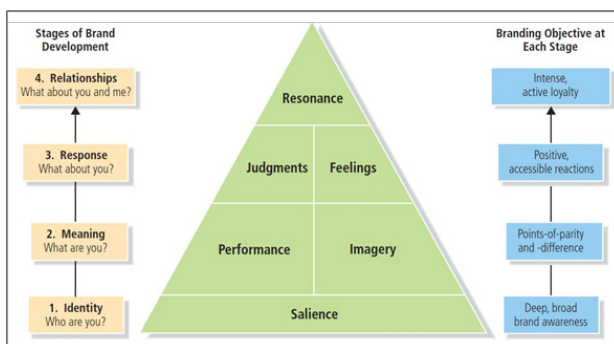 Stages of Brand
Development
4. Relationships
What about you and me?
3. Response
What about you?
2. Meaning
What are you?
1. Identity
Who are you?
Resonance
Judgments
Feelings
Performance
Imagery
Salience
Branding Objective at
Each Stage
Intense,
active loyalty
Positive,
accessible reactions
Points-of-parity
and -difference
Deep, broad
brand awareness